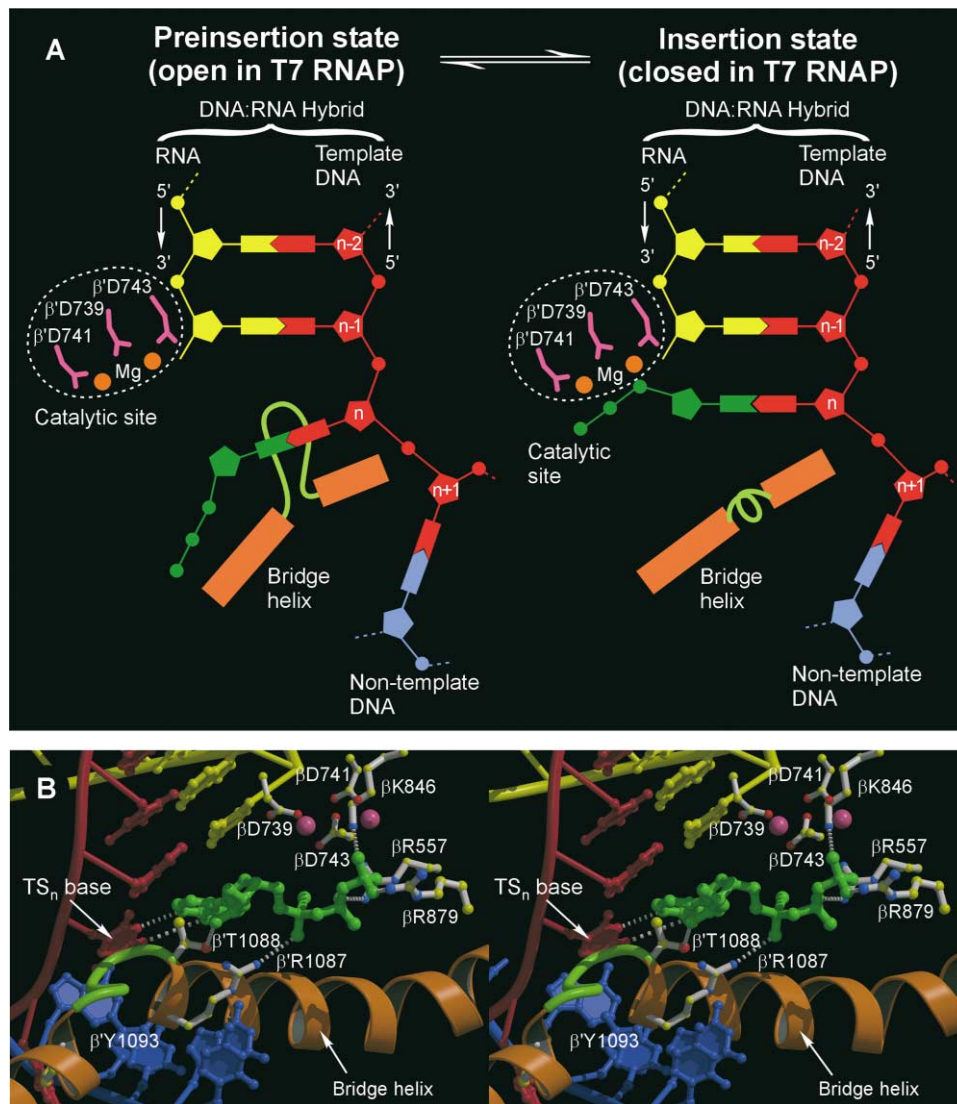 A
Preinsertion state
(open in T7 RNAP)
Insertion state
(closed in T7 RNAP)
DNA:RNA Hybrid
RNA
Template
DNA
5'
3'
3'
5'
n-2
β'D743
β'D739
β'D741
Mg
n-1
Catalytic site
n
n+1
Bridge
helix
Non-template
DNA
DNA:RNA Hybrid
RNA
Template
DNA
5'
3'
3'
5'
n-2
β'D743
β'D739
β'D741
Mg
n-1
n
Catalytic
site
n+1
Bridge
helix
Non-template
DNA
B
βD741
βK846
βD739
βD743
βR557
TSn base
βR879
β'T1088
β'R1087
β'Y1093
Bridge helix
βD741
βK846
βD739
βD743
βR557
TSn base
βR879
β'T1088
β'R1087
β'Y1093
Bridge helix